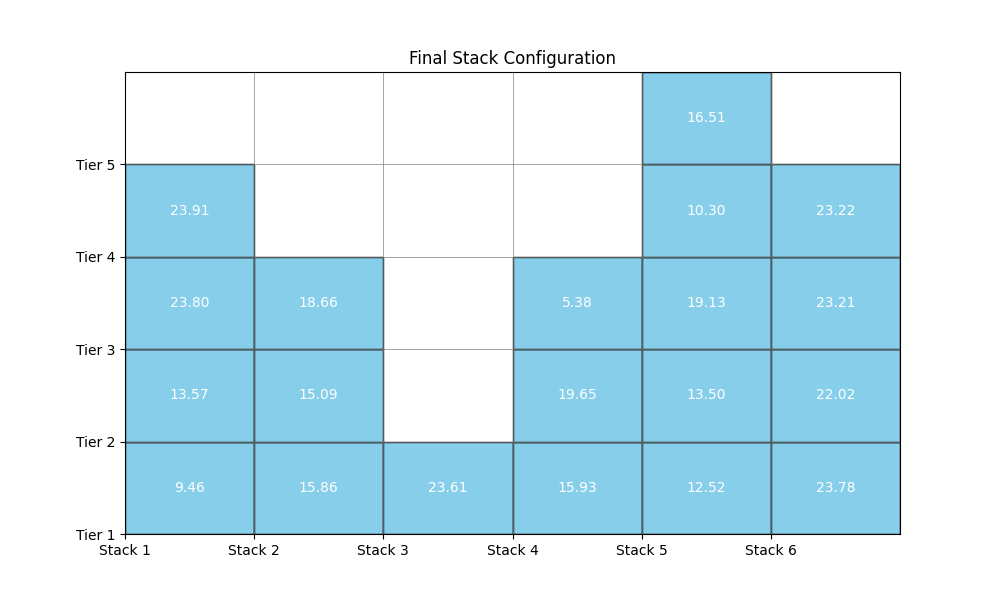 Final Stack Configuration
16.51
Tier 5
23.91 10.30 23.22
Tier 4
23.80 18.66 5.38 19.13 23.21
Tier 3
13.57 15.09 19.65 13.50 22.02
Tier 2
9.46 15.86 23.61 15.93 12.52 23.78
Tier 1
Stack 1 Stack 2 Stack 3 Stack 4 Stack 5 Stack 6